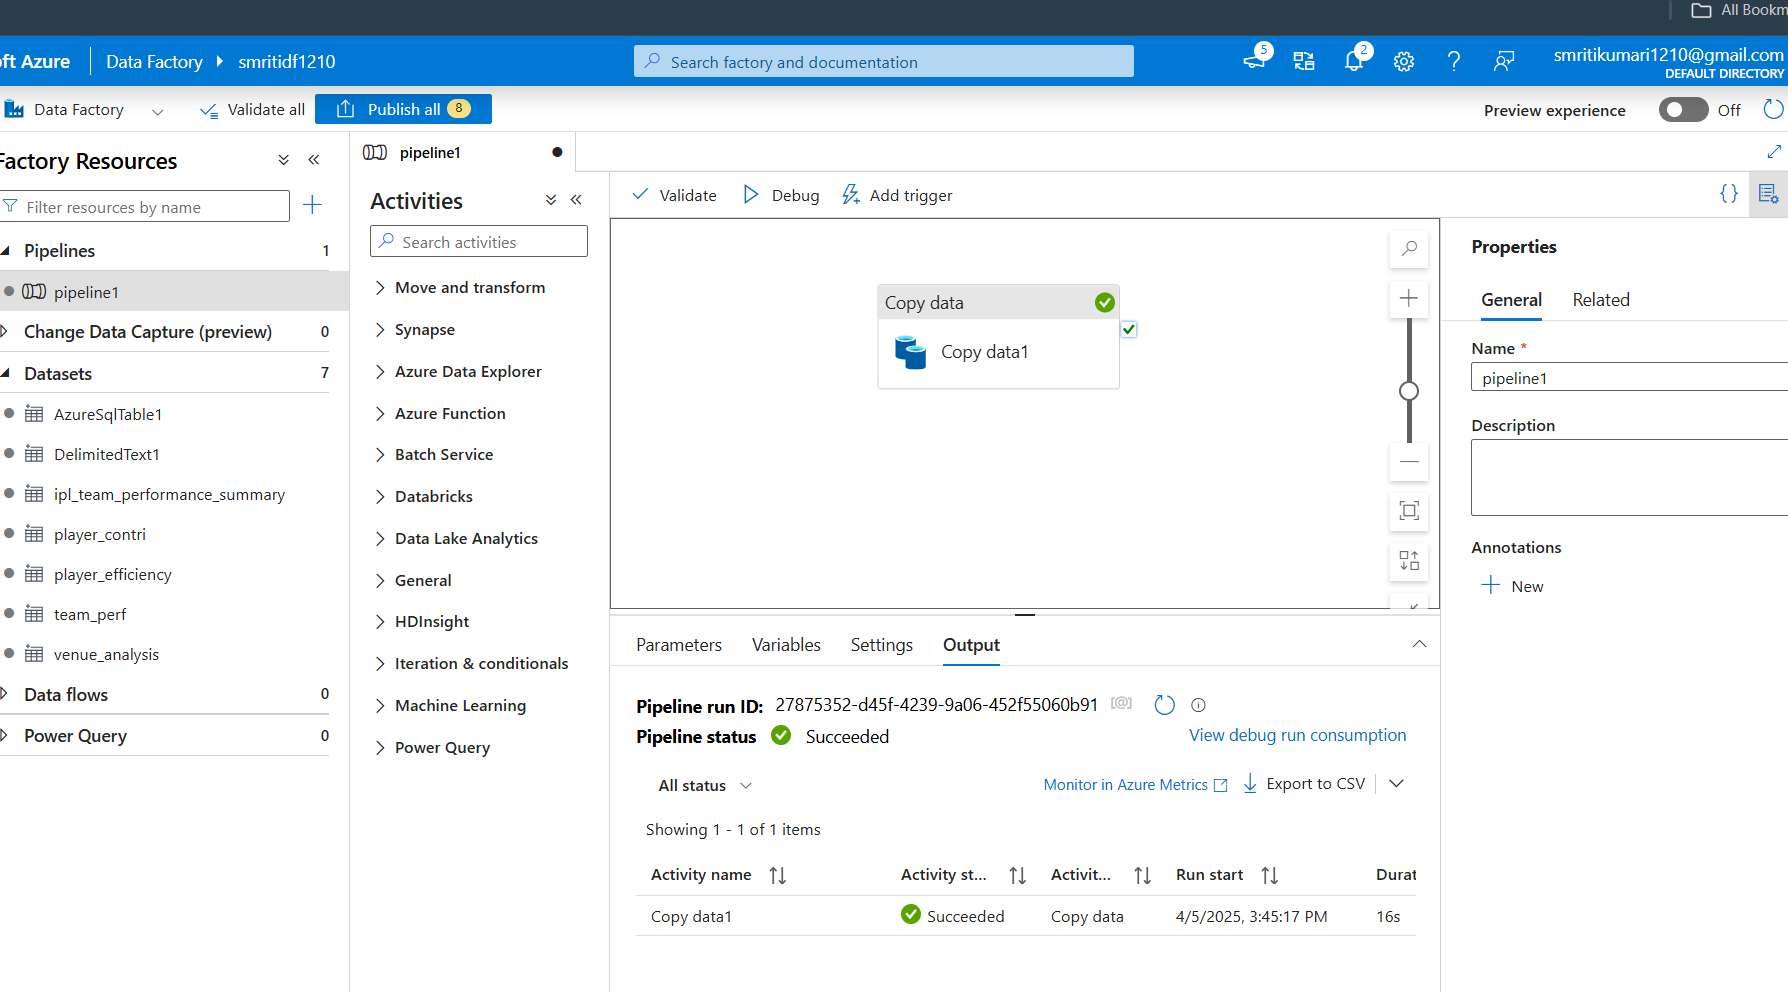 All Bookm
ft Azure
Data Factory
smritidf1210
Search factory and documentation
5
2
smritikumari1210@gmail.com
DEFAULT DIRECTORY
Data Factory
Validate all
Publish all 8
Preview experience
Off
Factory Resources
Filter resources by name
Pipelines 1
pipeline1
Change Data Capture (preview) 0
Datasets 7
AzureSqlTable1
DelimitedText1
ipl_team_performance_summary
player_contri
player_efficiency
team_perf
venue_analysis
Data flows 0
Power Query 0
pipeline1
Activities
Search activities
Move and transform
Synapse
Azure Data Explorer
Azure Function
Batch Service
Databricks
Data Lake Analytics
General
HDInsight
Iteration & conditionals
Machine Learning
Power Query
Validate Debug Add trigger
{}
Copy data
Copy data1
Parameters Variables Settings Output
Pipeline run ID: 27875352-d45f-4239-9a06-452f55060b91 [@]
Pipeline status Succeeded
View debug run consumption
All status
Monitor in Azure Metrics
Export to CSV
Showing 1 - 1 of 1 items
Activity name Activity st... Activit... Run start Durat
Copy data1 Succeeded Copy data 4/5/2025, 3:45:17 PM 16s
Properties
General Related
Name *
pipeline1
Description
Annotations
New